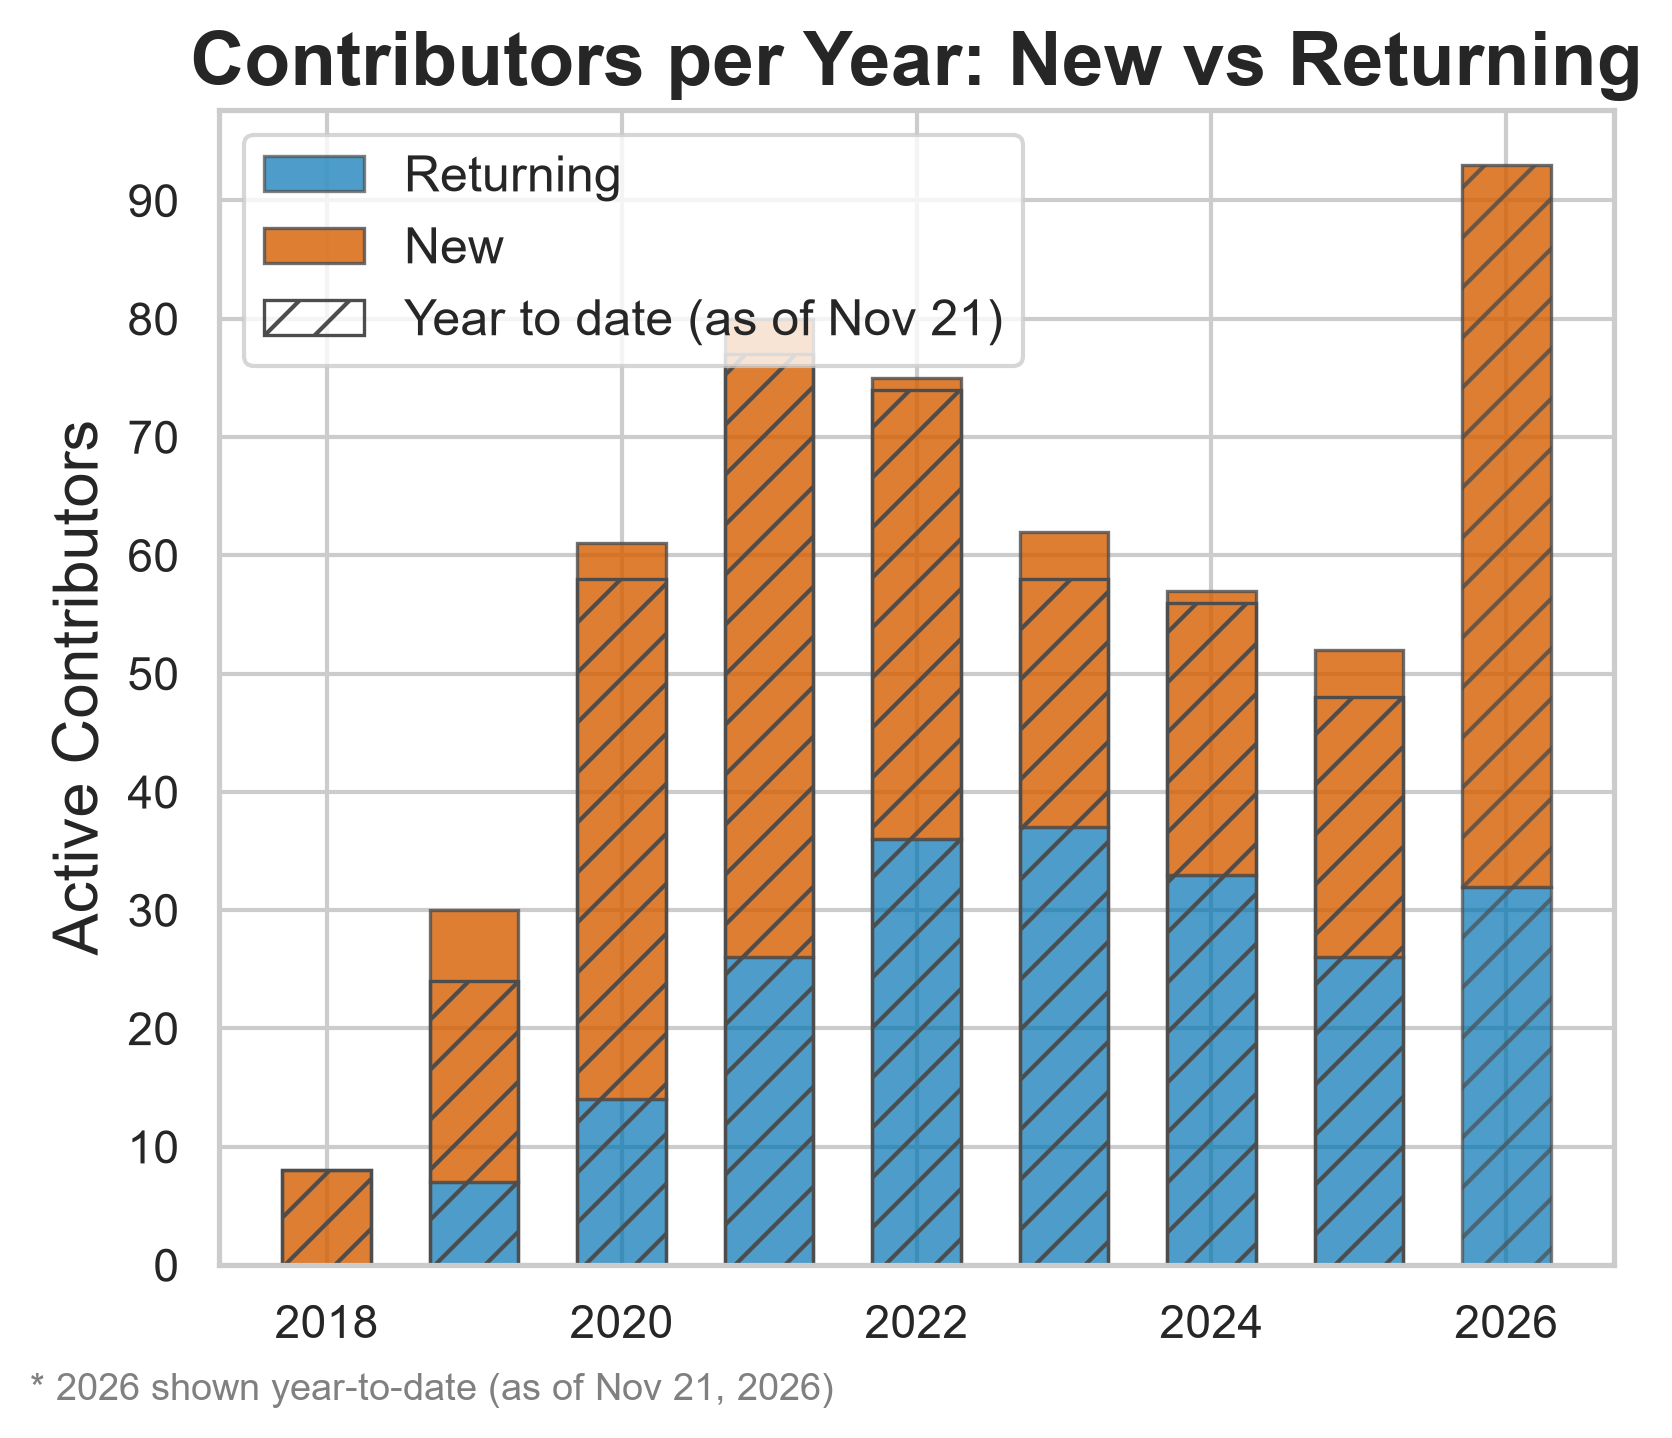 Contributors per Year: New vs Returning
Returning
New
Year to date (as of Nov 21)
Active Contributors
90
80
70
60
50
40
30
20
10
0
2018 2020 2022 2024 2026
* 2026 shown year-to-date (as of Nov 21, 2026)